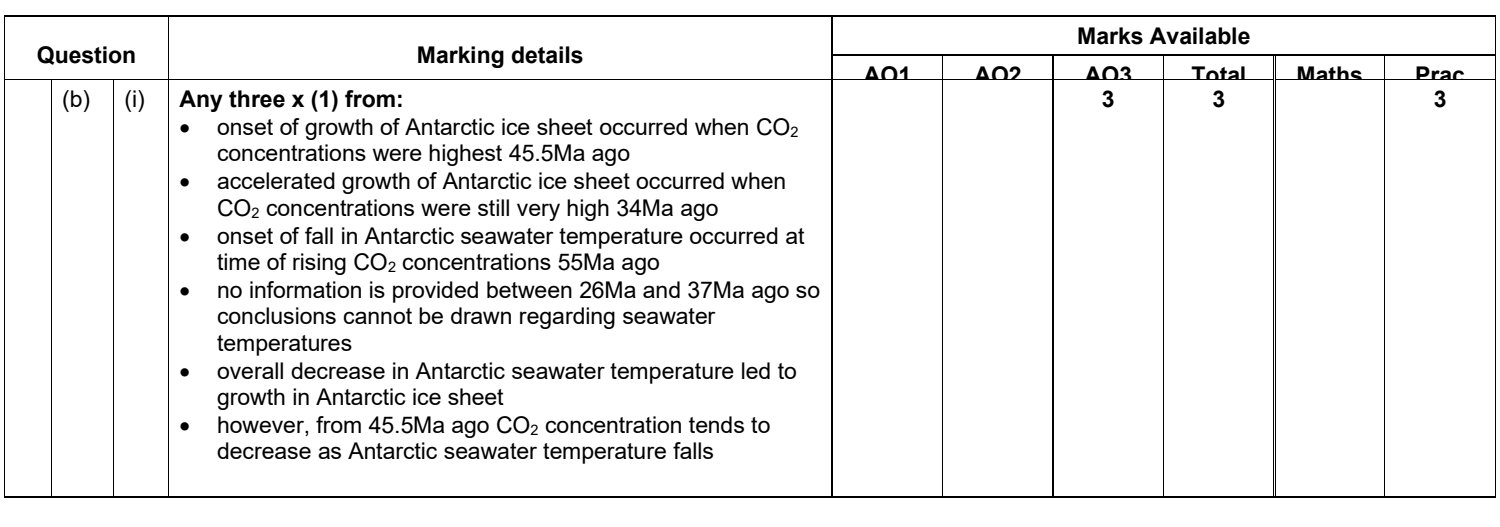 Question Marking details Marks Available
AO1 AO2 AO3 Total Maths Prac
(b) (i) Any three x (1) from: 3 3 3
• onset of growth of Antarctic ice sheet occurred when CO₂
concentrations were highest 45.5Ma ago
• accelerated growth of Antarctic ice sheet occurred when
CO₂ concentrations were still very high 34Ma ago
• onset of fall in Antarctic seawater temperature occurred at
time of rising CO₂ concentrations 55Ma ago
• no information is provided between 26Ma and 37Ma ago so
conclusions cannot be drawn regarding seawater
temperatures
• overall decrease in Antarctic seawater temperature led to
growth in Antarctic ice sheet
• however, from 45.5Ma ago CO₂ concentration tends to
decrease as Antarctic seawater temperature falls